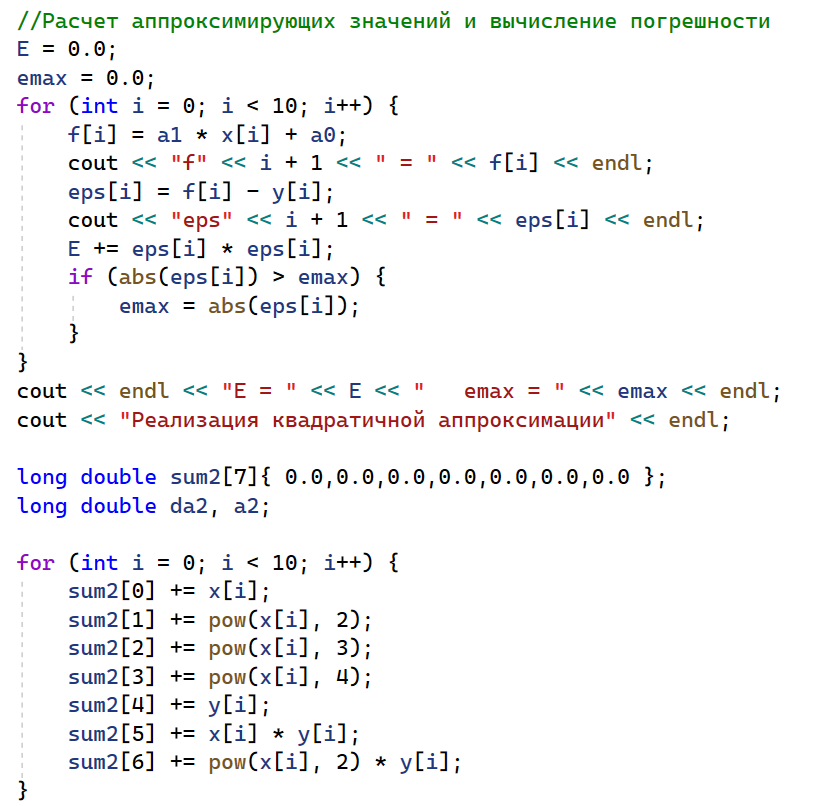 //Расчет аппроксимирующих значений и вычисление погрешности
E = 0.0;
emax = 0.0;
for (int i = 0; i < 10; i++) {
    f[i] = a1 * x[i] + a0;
    cout << "f" << i + 1 << " = " << f[i] << endl;
    eps[i] = f[i] - y[i];
    cout << "eps" << i + 1 << " = " << eps[i] << endl;
    E += eps[i] * eps[i];
    if (abs(eps[i]) > emax) {
        emax = abs(eps[i]);
    }
}
cout << endl << "E = " << E << "   emax = " << emax << endl;
cout << "Реализация квадратичной аппроксимации" << endl;

long double sum2[7]{ 0.0,0.0,0.0,0.0,0.0,0.0,0.0 };
long double da2, a2;

for (int i = 0; i < 10; i++) {
    sum2[0] += x[i];
    sum2[1] += pow(x[i], 2);
    sum2[2] += pow(x[i], 3);
    sum2[3] += pow(x[i], 4);
    sum2[4] += y[i];
    sum2[5] += x[i] * y[i];
    sum2[6] += pow(x[i], 2) * y[i];
}